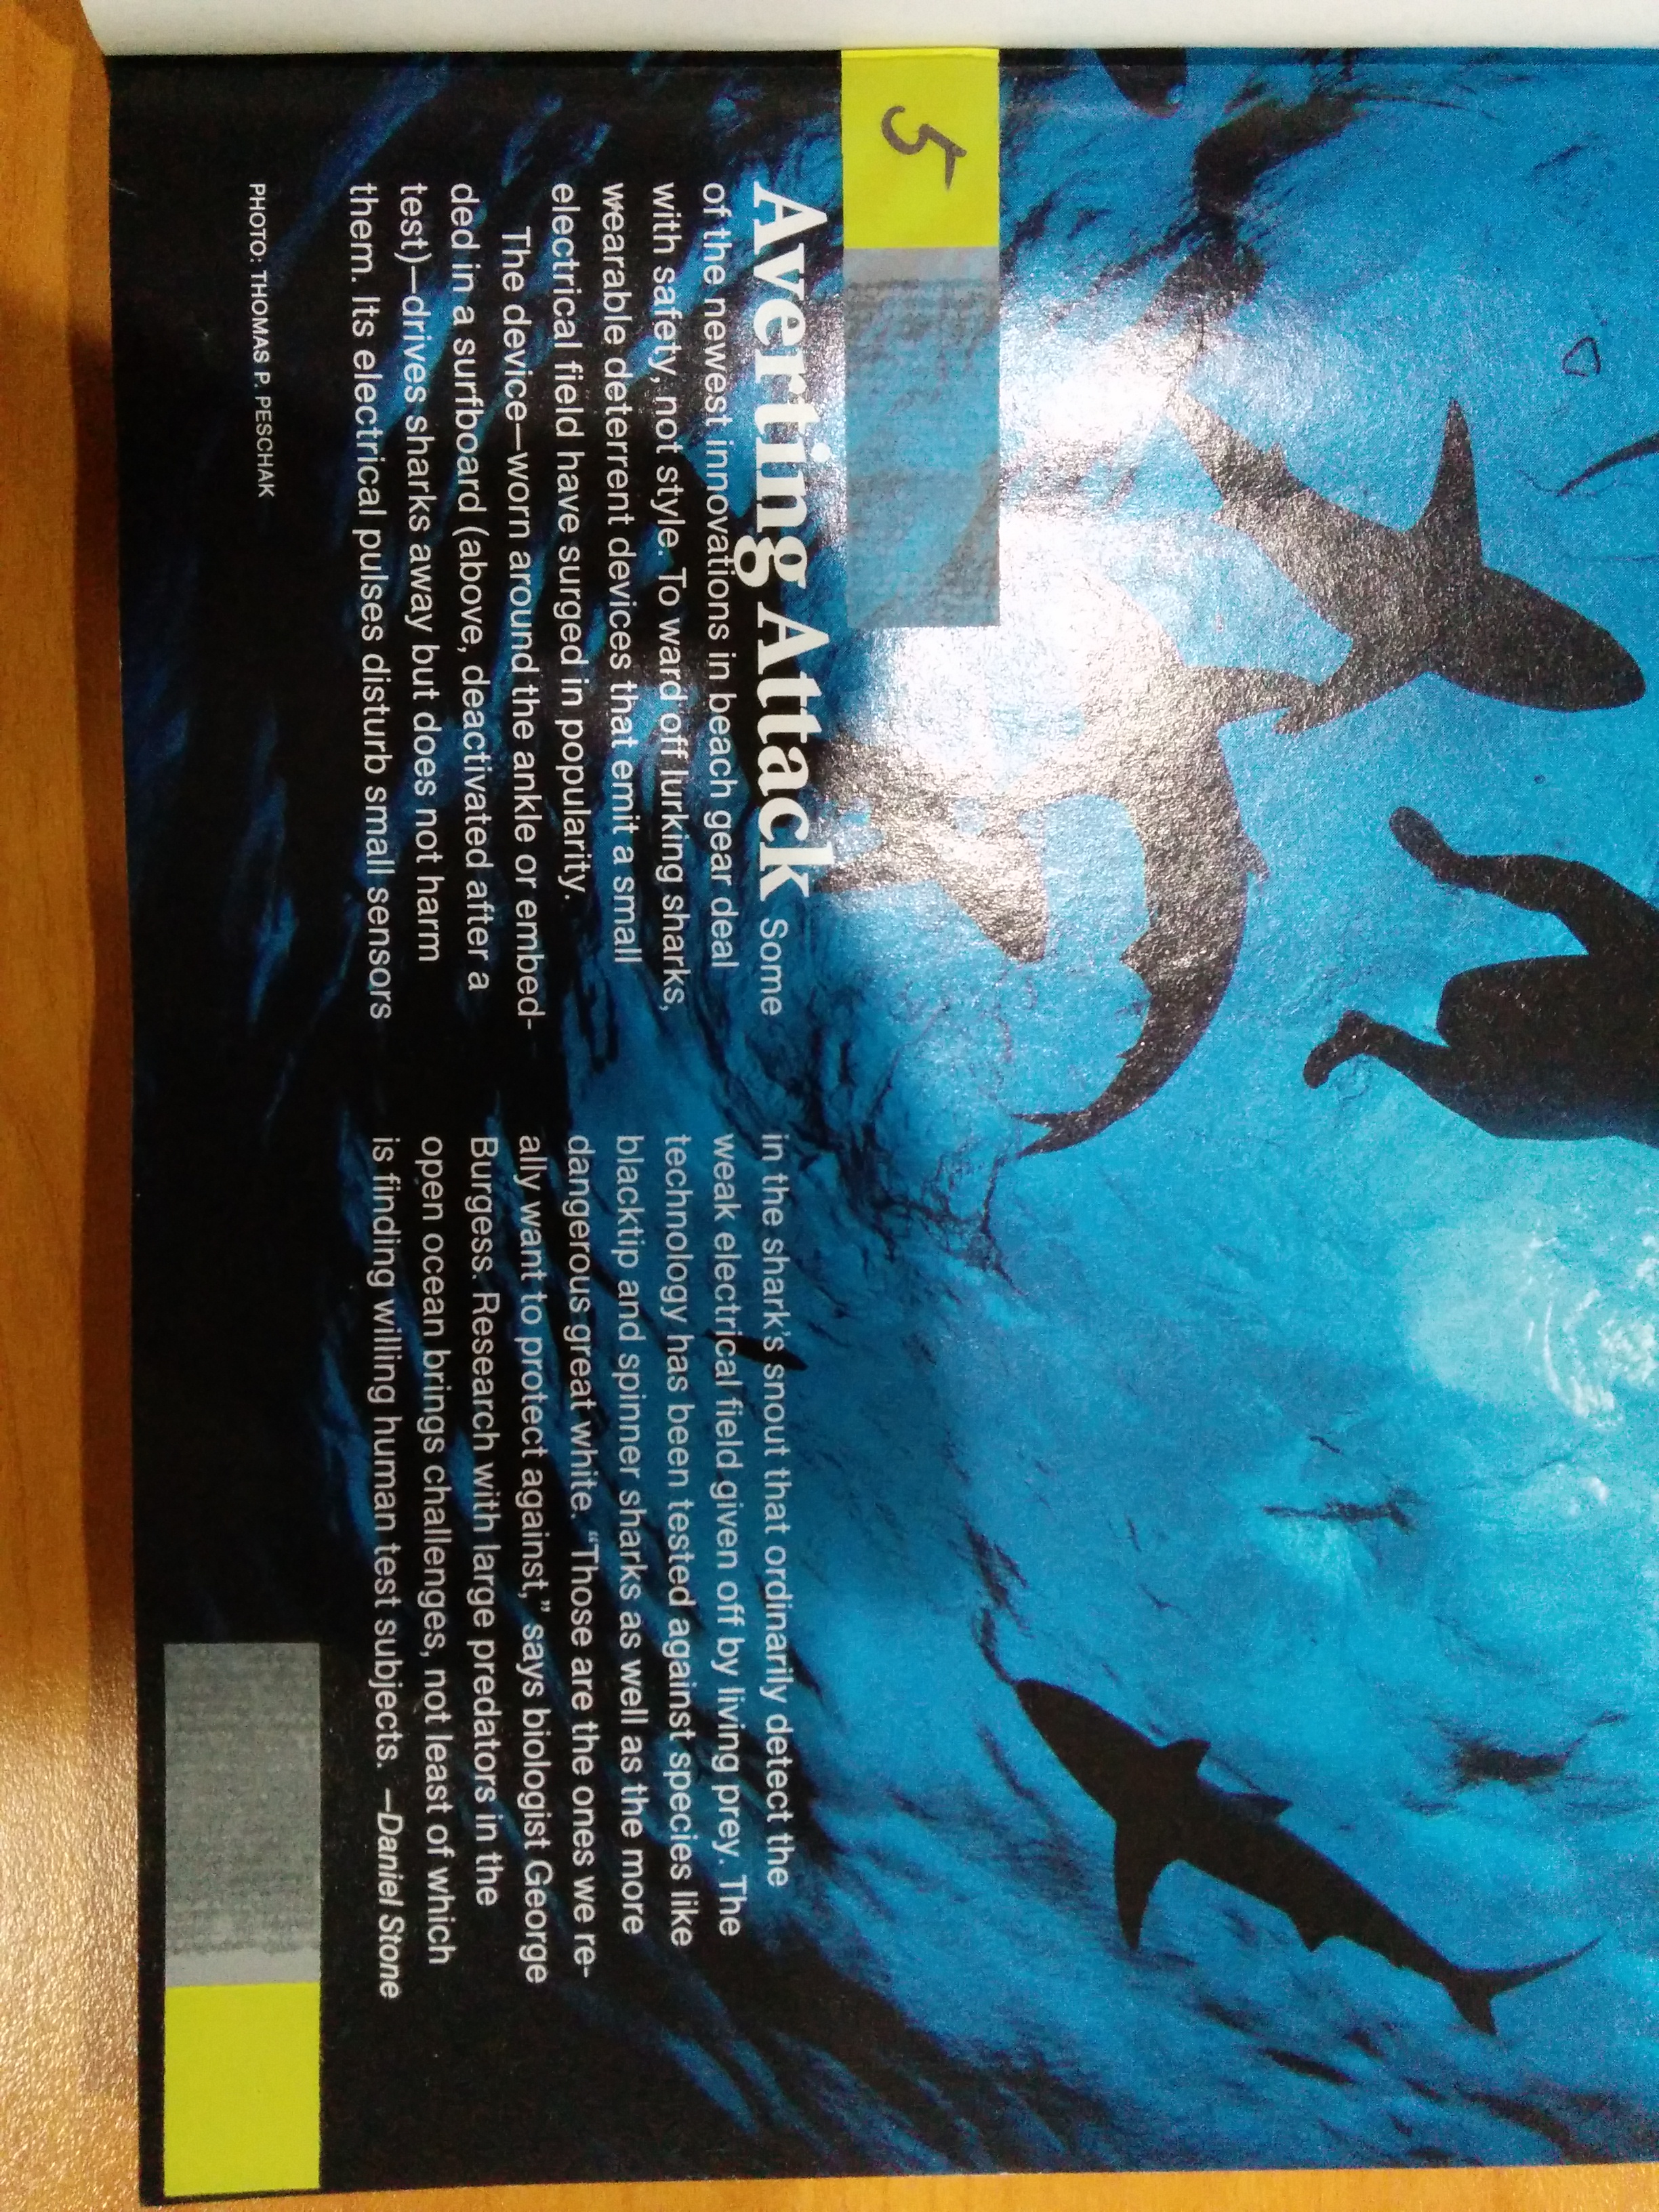 5
Averting Attack Some
of the newest innovations in beach gear deal
with safety, not style. To ward off lurking sharks,
wearable deterrent devices that emit a small
electrical field have surged in popularity.
The device—worn around the ankle or embed-
ded in a surfboard (above, deactivated after a
test)—drives sharks away but does not harm
them. Its electrical pulses disturb small sensors
in the shark's snout that ordinarily detect the
weak electrical field given off by living prey. The
technology has been tested against species like
blacktip and spinner sharks as well as the more
dangerous great white. “Those are the ones we re-
ally want to protect against,” says biologist George
Burgess. Research with large predators in the
open ocean brings challenges, not least of which
is finding willing human test subjects. —Daniel Stone
PHOTO: THOMAS P. PESCHAK